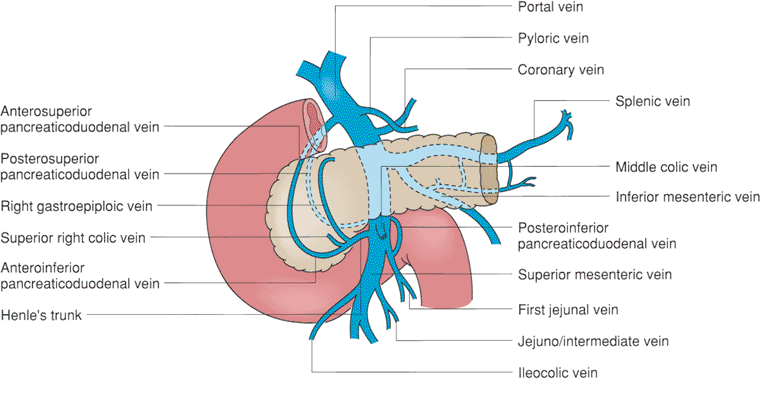 Portal vein
Pyloric vein
Coronary vein
Splenic vein
Middle colic vein
Inferior mesenteric vein
Posteroinferior
pancreaticoduodenal vein
Superior mesenteric vein
First jejunal vein
Jejuno/intermediate vein
Ileocolic vein
Anterosuperior
pancreaticoduodenal vein
Posterosuperior
pancreaticoduodenal vein
Right gastroepiploic vein
Superior right colic vein
Anteroinferior
pancreaticoduodenal vein
Henle's trunk